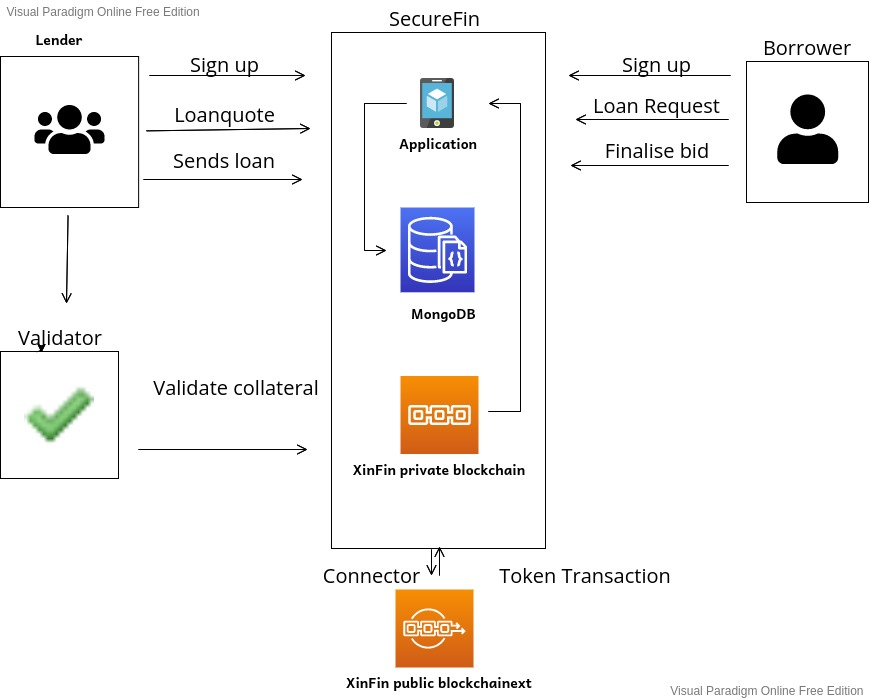 Visual Paradigm Online Free Edition
SecureFin
Lender
Borrower
Sign up
Sign up
Loanquote
Loan Request
Sends loan
Finalise bid
Application
MongoDB
Validator
Validate collateral
XinFin private blockchain
Connector
Token Transaction
XinFin public blockchainext
Visual Paradigm Online Free Edition